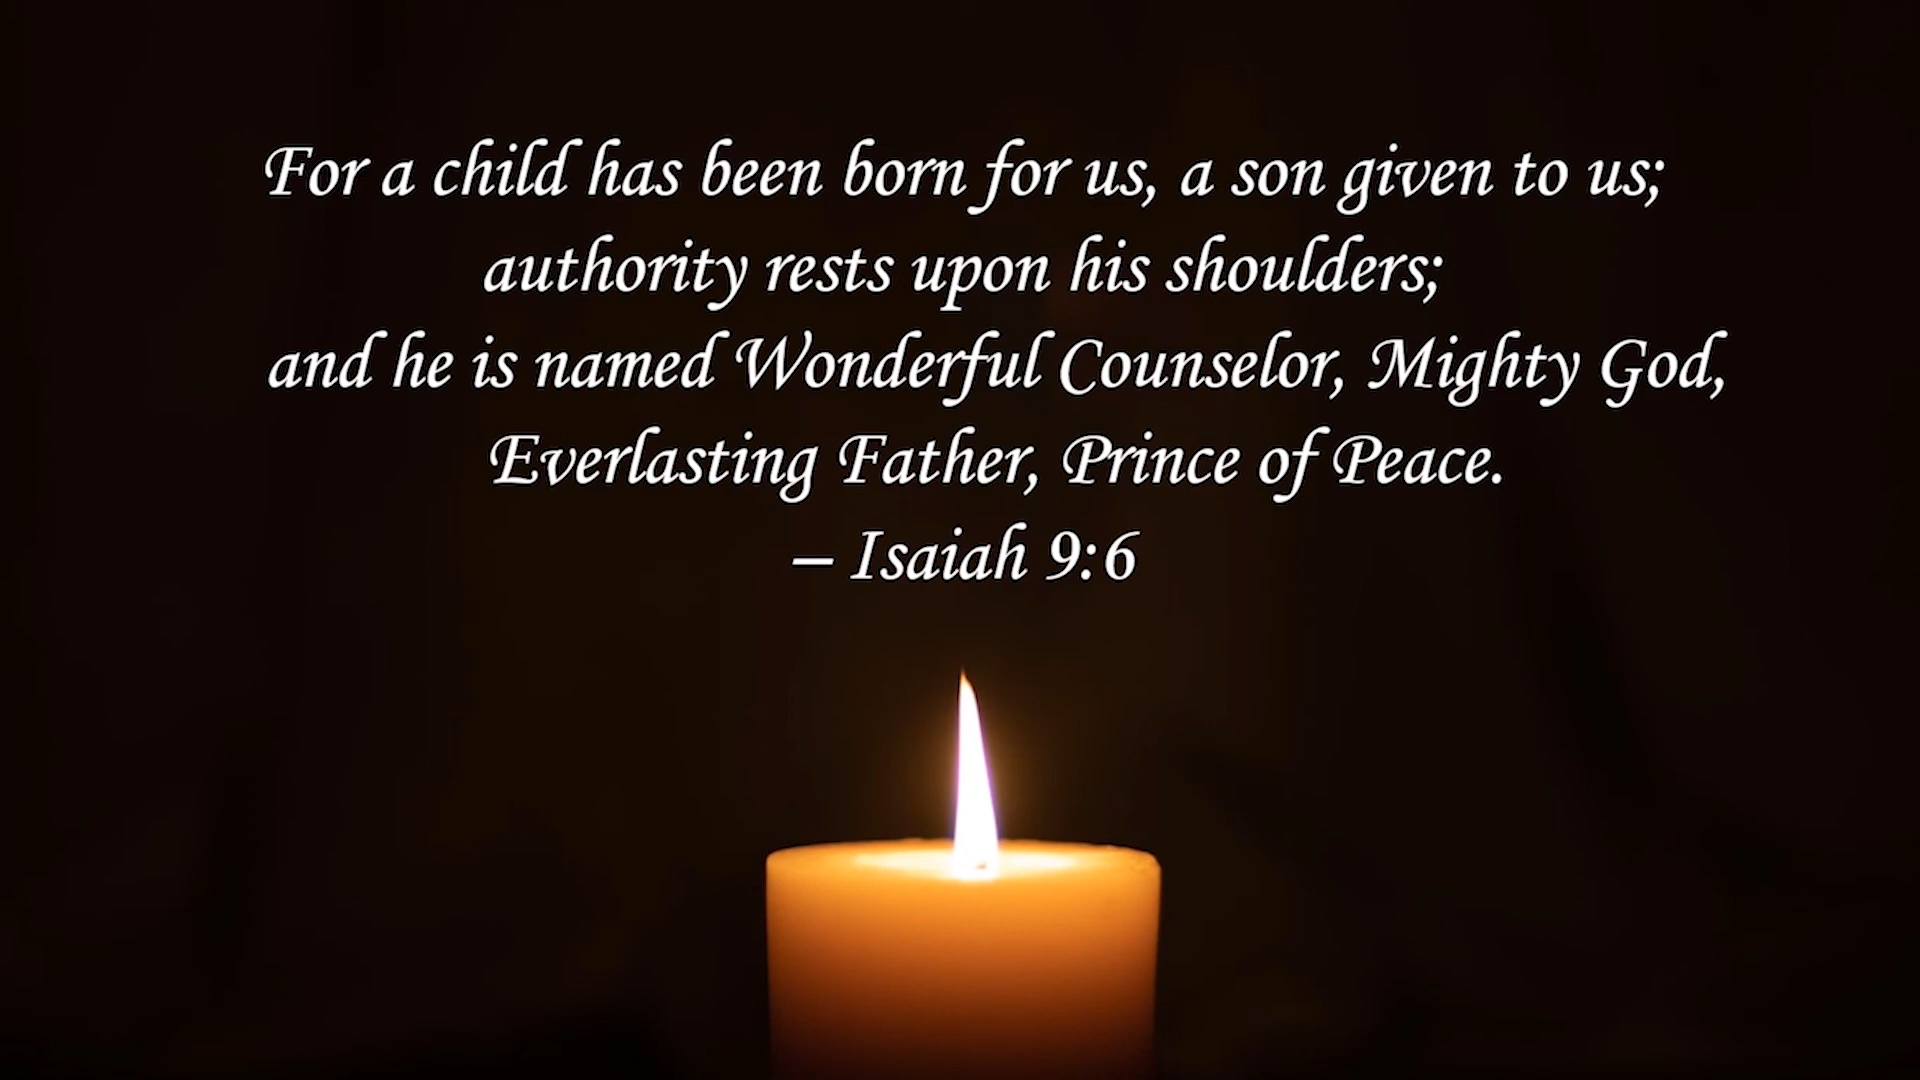 For a child has been born for us, a son given to us;
authority rests upon his shoulders;
and he is named Wonderful Counselor, Mighty God,
Everlasting Father, Prince of Peace.
– Isaiah 9:6